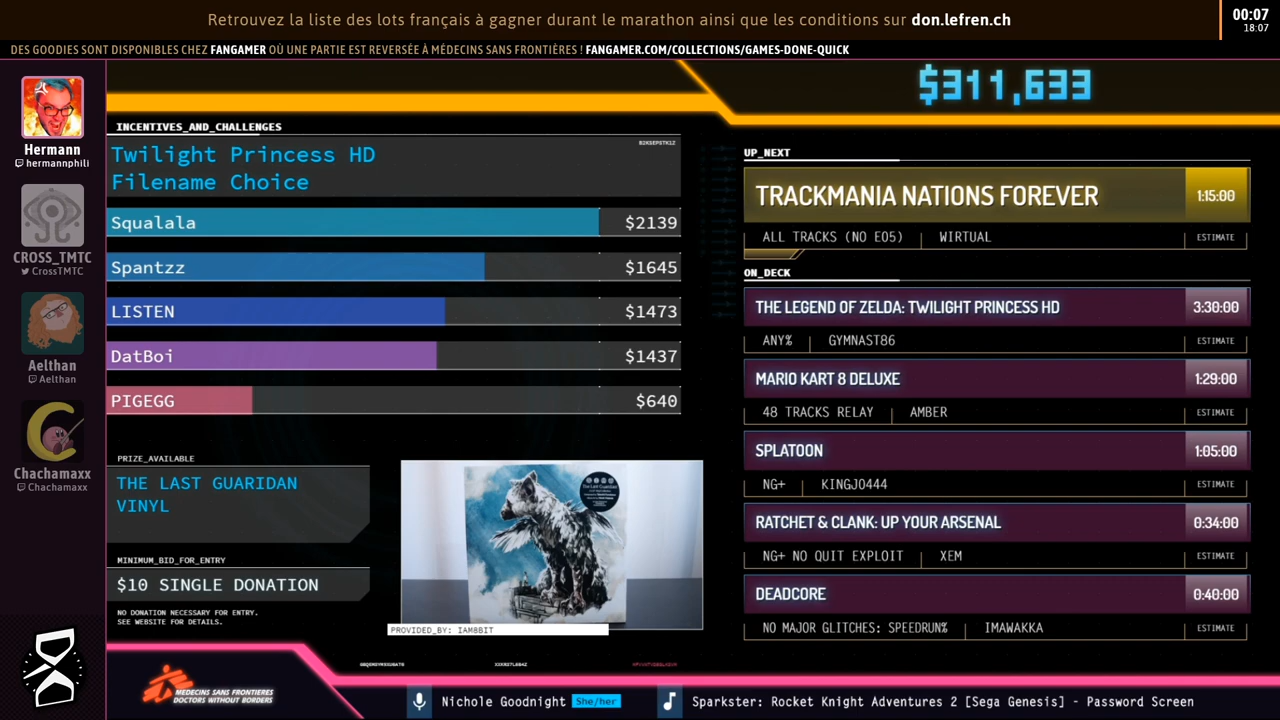 Retrouvez la liste des lots français à gagner durant le marathon ainsi que les conditions sur don.lefren.ch
00:07
18:07
DES GOODIES SONT DISPONIBLES CHEZ FANGAMER OÙ UNE PARTIE EST REVERSÉE À MÉDECINS SANS FRONTIÈRES ! FANGAMER.COM/COLLECTIONS/GAMES-DONE-QUICK
$311,633
Hermann
hermannphili
CROSS_TMTC
CrossTMTC
Aelthan
Aelthan
Chachamaxx
Chachamaxx
INCENTIVES_AND_CHALLENGES
Twilight Princess HD
Filename Choice
Squalala $2139
Spantzz $1645
LISTEN $1473
DatBoi $1437
PIGEGG $640
PRIZE_AVAILABLE
THE LAST GUARIDAN
VINYL
MINIMUM_BID_FOR_ENTRY
$10 SINGLE DONATION
NO DONATION NECESSARY FOR ENTRY.
SEE WEBSITE FOR DETAILS.
The Last Guardian
PROVIDED_BY: IAM8BIT
UP_NEXT
TRACKMANIA NATIONS FOREVER 1:15:00
ALL TRACKS (NO E05) WIRTUAL ESTIMATE
ON_DECK
THE LEGEND OF ZELDA: TWILIGHT PRINCESS HD 3:30:00
ANY% GYMNAST86 ESTIMATE
MARIO KART 8 DELUXE 1:29:00
48 TRACKS RELAY AMBER ESTIMATE
SPLATOON 1:05:00
NG+ KINGJO444 ESTIMATE
RATCHET & CLANK: UP YOUR ARSENAL 0:34:00
NG+ NO QUIT EXPLOIT XEM ESTIMATE
DEADCORE 0:40:00
NO MAJOR GLITCHES: SPEEDRUN% IMAWAKKA ESTIMATE
MEDECINS SANS FRONTIERES
DOCTORS WITHOUT BORDERS
Nichole Goodnight She/her
Sparkster: Rocket Knight Adventures 2 [Sega Genesis] - Password Screen